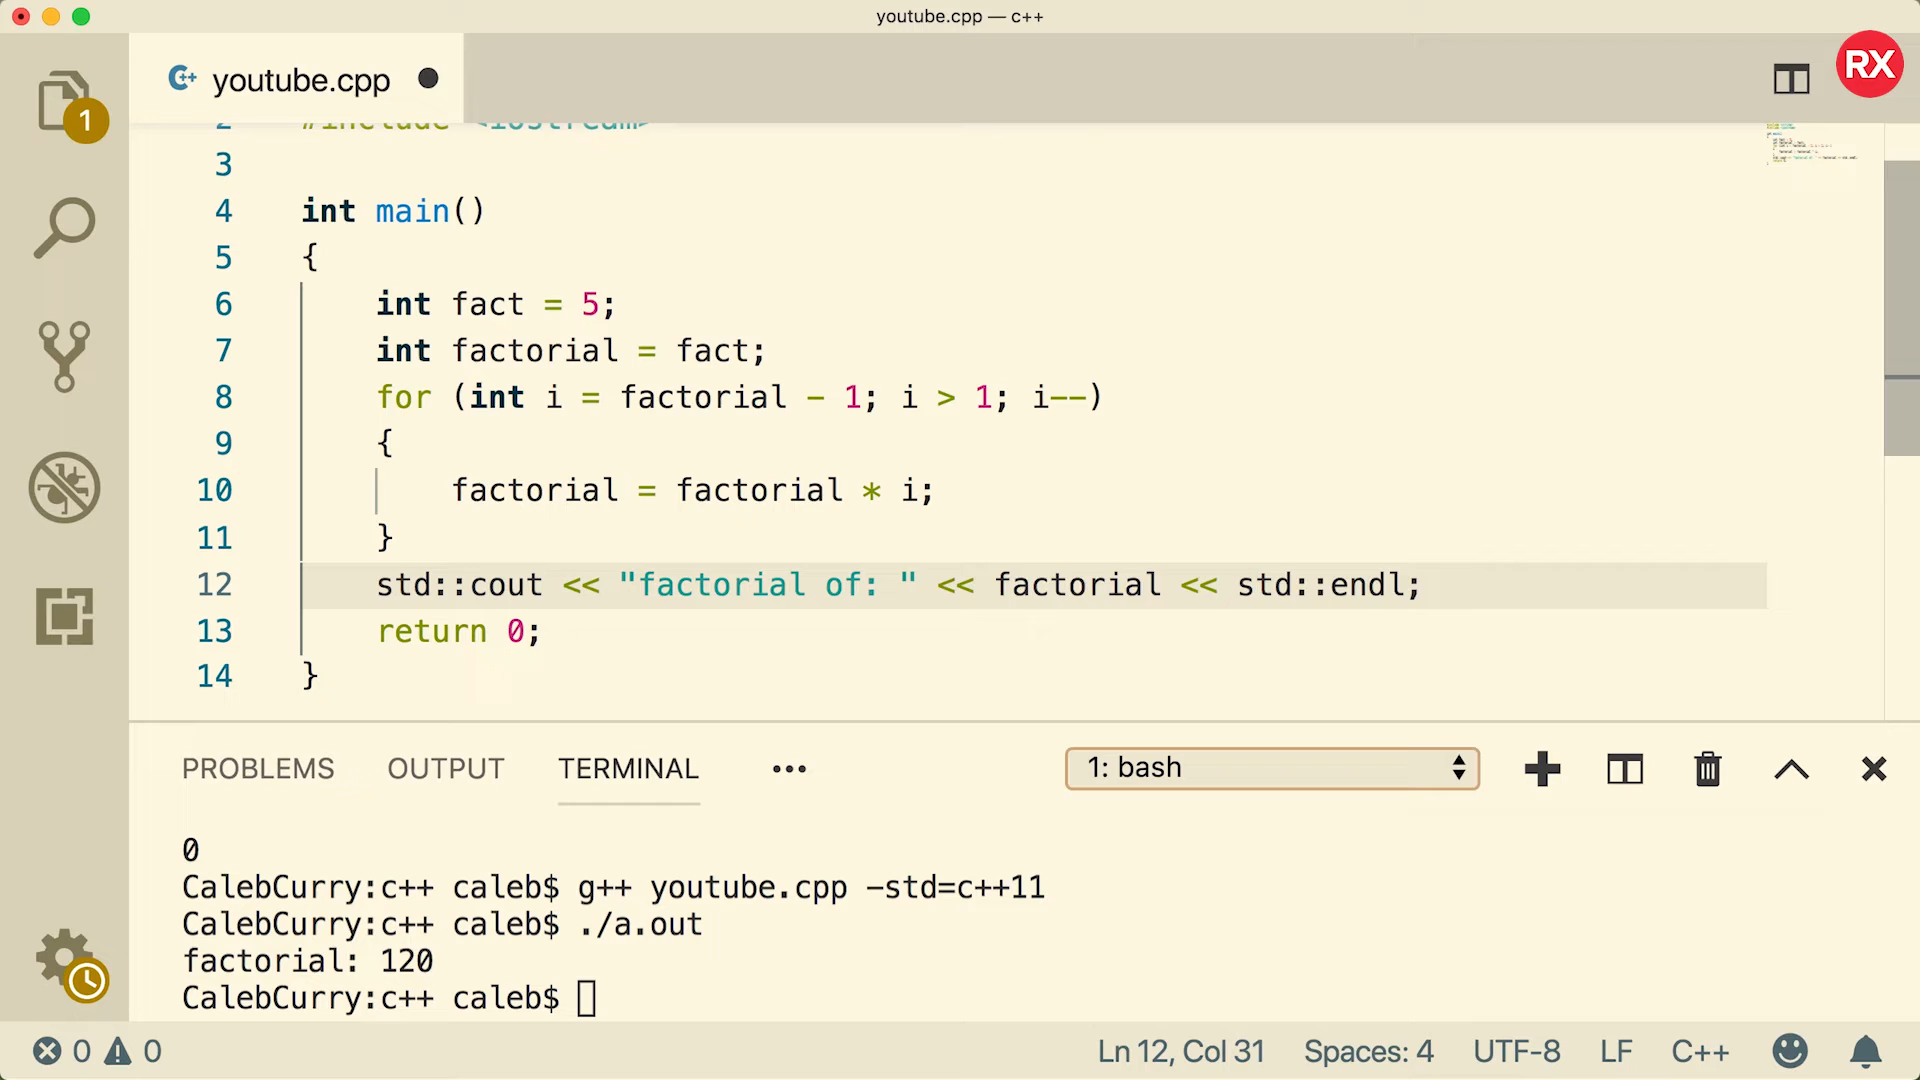 youtube.cpp — c++
RX
1
youtube.cpp
2 #include <iostream>
3
4 int main()
5 {
6 int fact = 5;
7 int factorial = fact;
8 for (int i = factorial - 1; i > 1; i--)
9 {
10 factorial = factorial * i;
11 }
12 std::cout << "factorial of: " << factorial << std::endl;
13 return 0;
14 }
PROBLEMS OUTPUT TERMINAL ••• 1: bash
0
CalebCurry:c++ caleb$ g++ youtube.cpp -std=c++11
CalebCurry:c++ caleb$ ./a.out
factorial: 120
CalebCurry:c++ caleb$
0 0 Ln 12, Col 31 Spaces: 4 UTF-8 LF C++